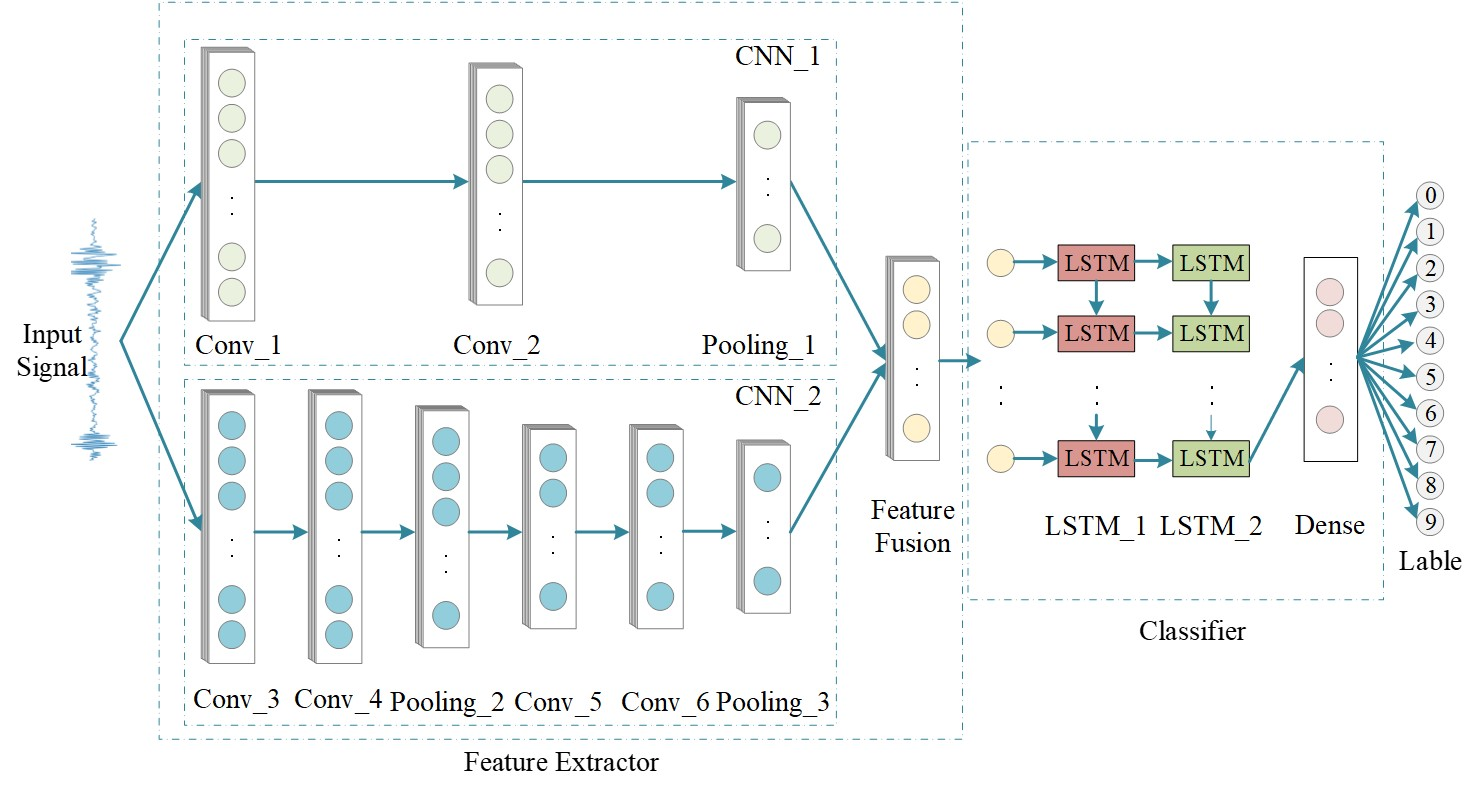 CNN_1
Conv_1
Conv_2
Pooling_1
Input
Signal
CNN_2
Conv_3
Conv_4
Pooling_2
Conv_5
Conv_6
Pooling_3
Feature Extractor
Feature
Fusion
LSTM
LSTM
LSTM
LSTM
LSTM
LSTM
LSTM_1
LSTM_2
Dense
Classifier
0
1
2
3
4
5
6
7
8
9
Lable